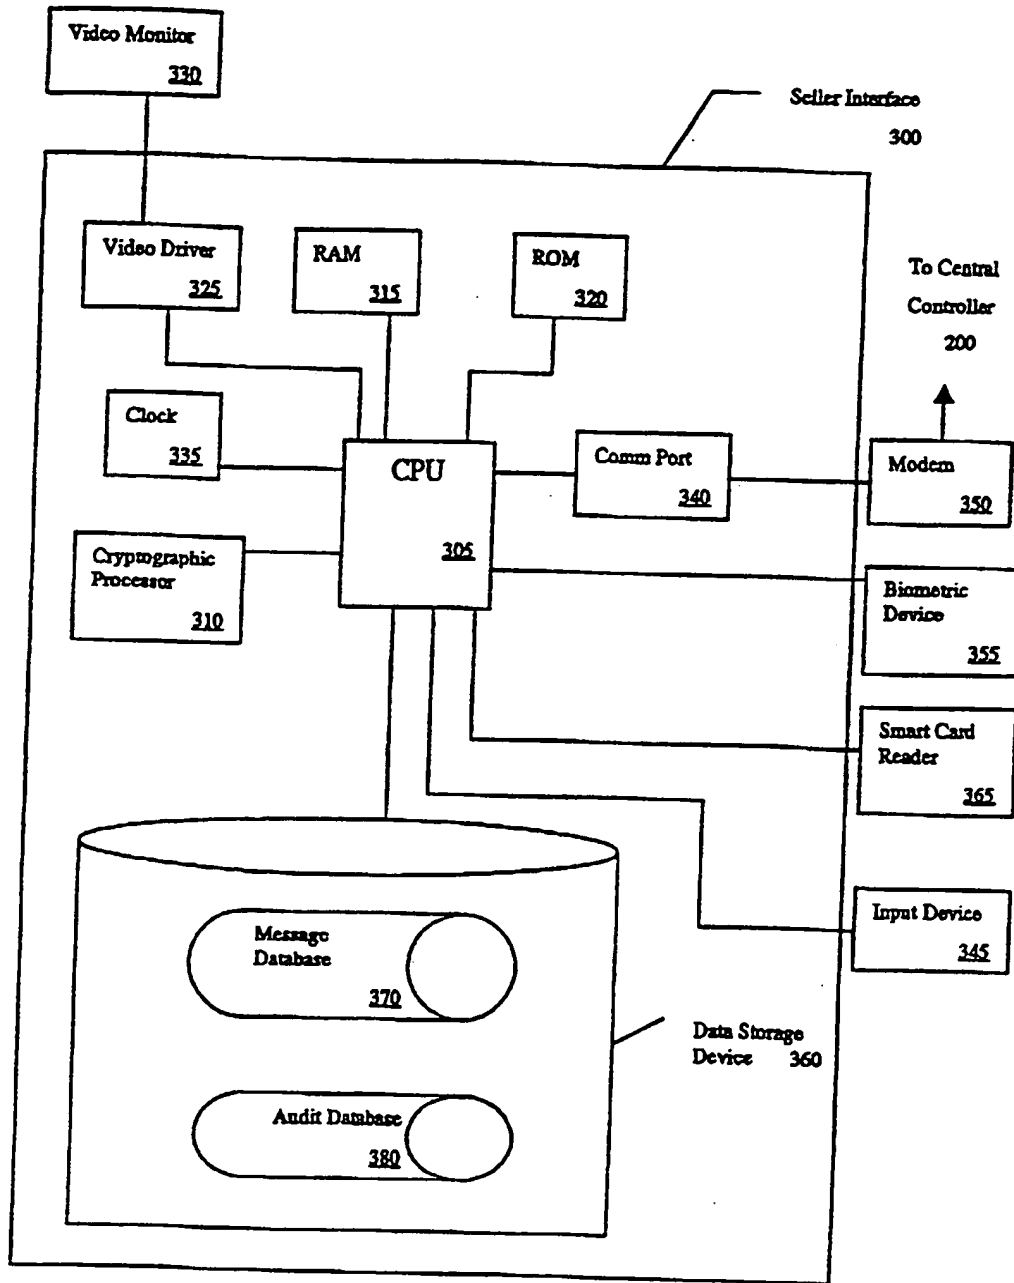 Video Monitor
330
Seller Interface
300
Video Driver
325
RAM
315
ROM
320
To Central
Controller
200
Clock
335
CPU
305
Comm Port
340
Modem
350
Cryptographic
Processor
310
Biometric
Device
355
Smart Card
Reader
365
Input Device
345
Message
Database
370
Data Storage
Device 360
Audit Database
380